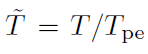 T̃ = T/T_pe